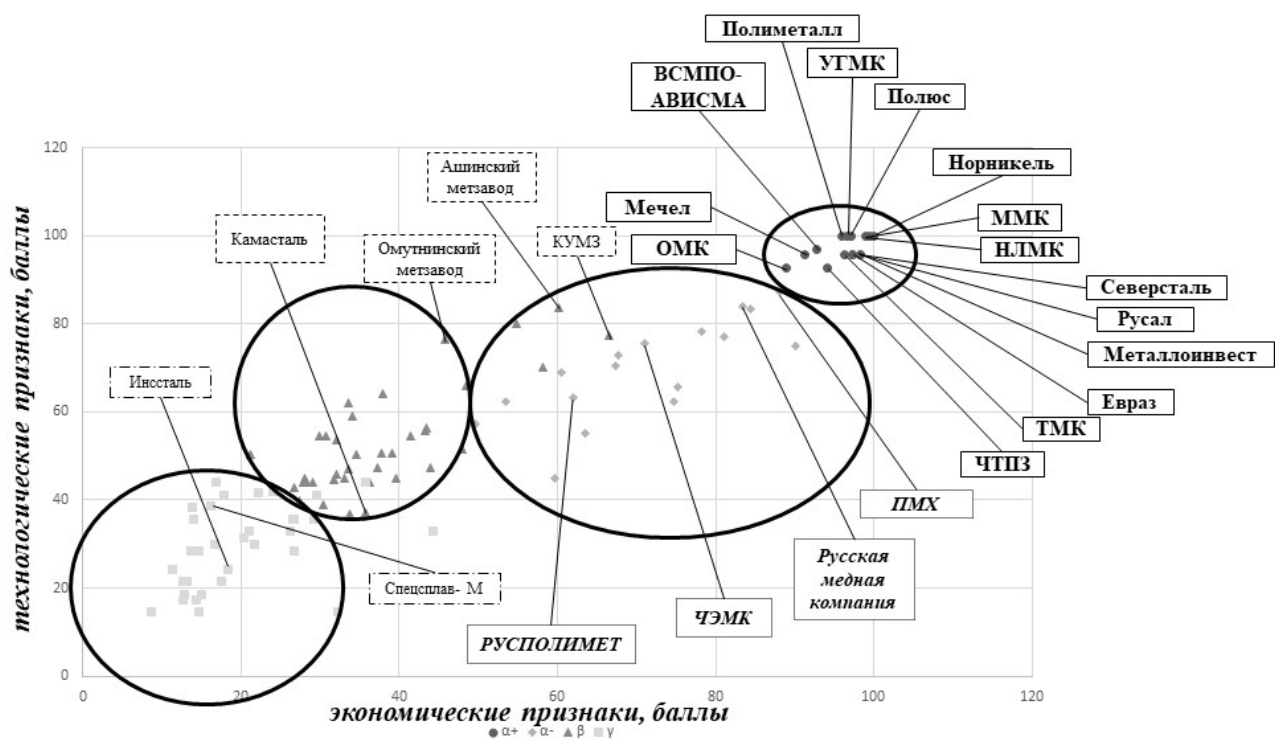 Полиметалл
УГМК
ВСМПО-
АВИСМА
Полюс
120
Ашинский
метзавод
Норникель
Мечел
ММК
100
Камасталь
Омутнинский
метзавод
КУМЗ
ОМК
НЛМК
Северсталь
80
Русал
Инссталь
Металлоинвест
60
Евраз
ТМК
ЧТПЗ
40
ПМХ
Русская
медная
компания
20
Спецсплав- М
ЧЭМК
РУСПОЛИМЕТ
0
технологические признаки, баллы
0
20
40
60
80
100
120
экономические признаки, баллы
α+ α- β γ